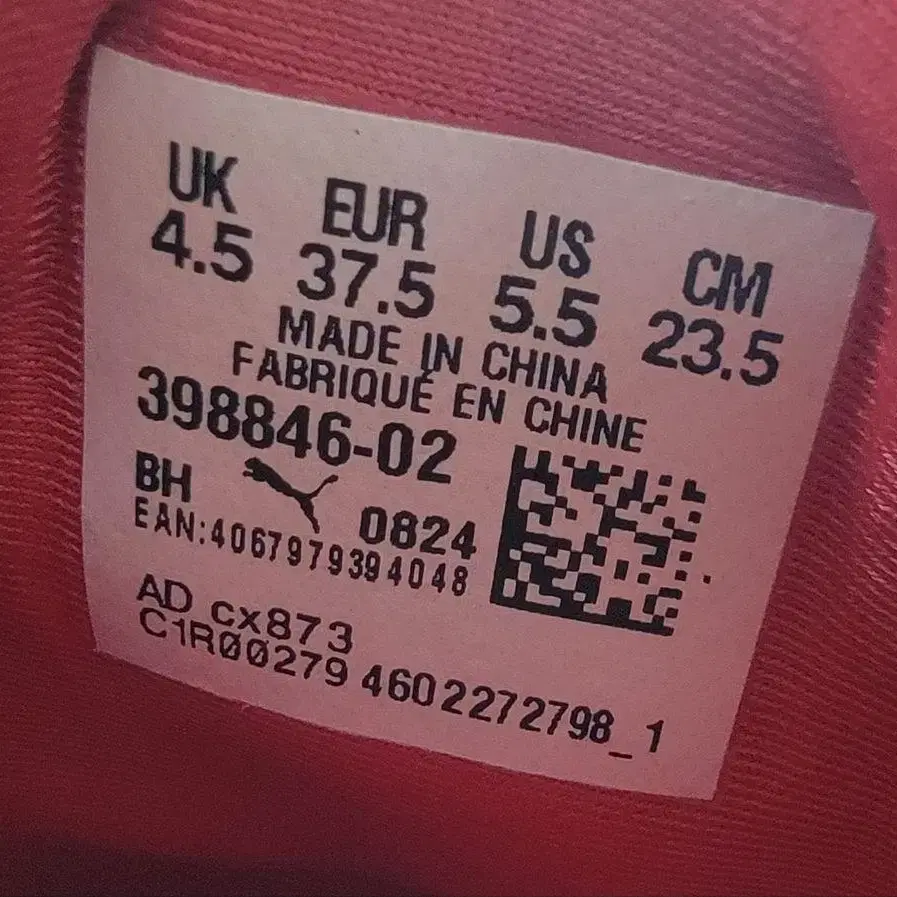 UK EUR US CM
4.5 37.5 5.5 23.5
MADE IN CHINA
FABRIQUÉ EN CHINE
398846-02
BH 0824
EAN:4067979394048
AD cx873
C1R00279 4602272798_1